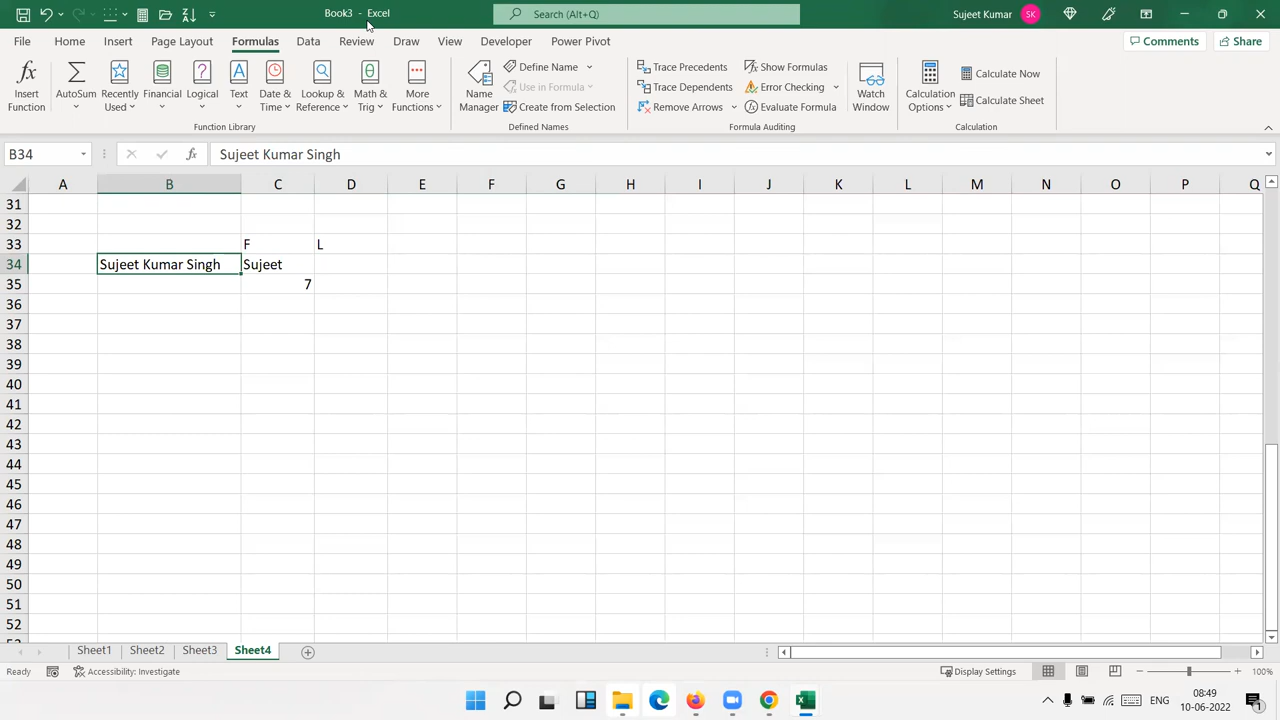 Book3 - Excel
Search (Alt+Q)
Sujeet Kumar
SK
File Home Insert Page Layout Formulas Data Review Draw View Developer Power Pivot
Comments
Share
Insert Function
AutoSum
Recently Used
Financial
Logical
Text
Date & Time
Lookup & Reference
Math & Trig
More Functions
Function Library
Name Manager
Define Name
Use in Formula
Create from Selection
Defined Names
Trace Precedents
Trace Dependents
Remove Arrows
Show Formulas
Error Checking
Evaluate Formula
Formula Auditing
Watch Window
Calculation Options
Calculate Now
Calculate Sheet
Calculation
B34
fx
Sujeet Kumar Singh
A B C D E F G H I J K L M N O P Q
31
32
33 F L
34 Sujeet Kumar Singh Sujeet
35 7
36
37
38
39
40
41
42
43
44
45
46
47
48
49
50
51
52
53
Sheet1 Sheet2 Sheet3 Sheet4
Ready
Accessibility: Investigate
Display Settings
100%
ENG
08:49
10-06-2022
1